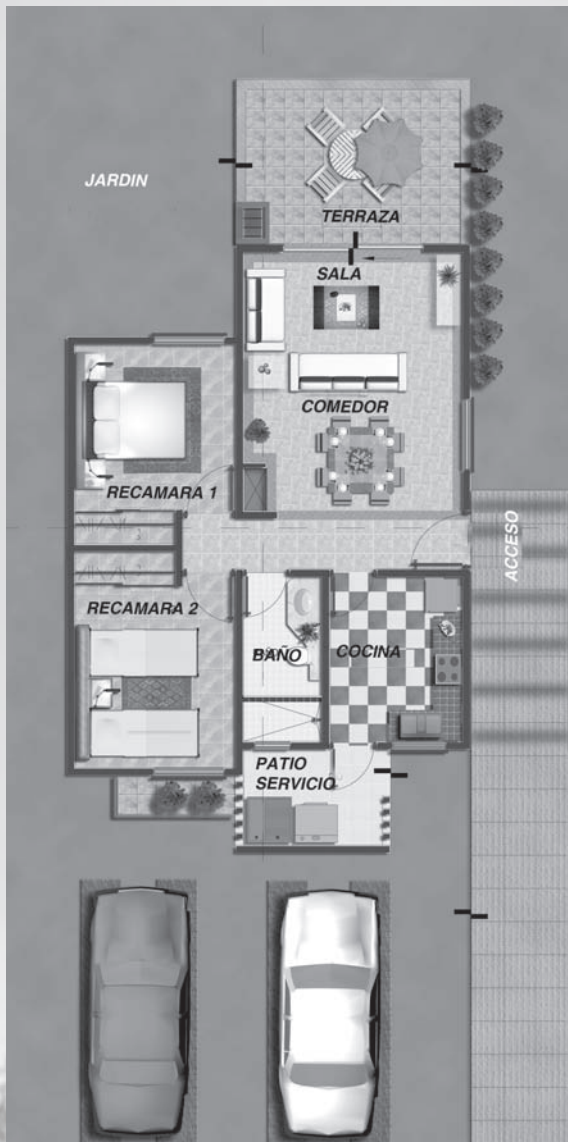 JARDIN
TERRAZA
SALA
COMEDOR
RECAMARA 1
ACCESO
RECAMARA 2
BAÑO
COCINA
PATIO
SERVICIO